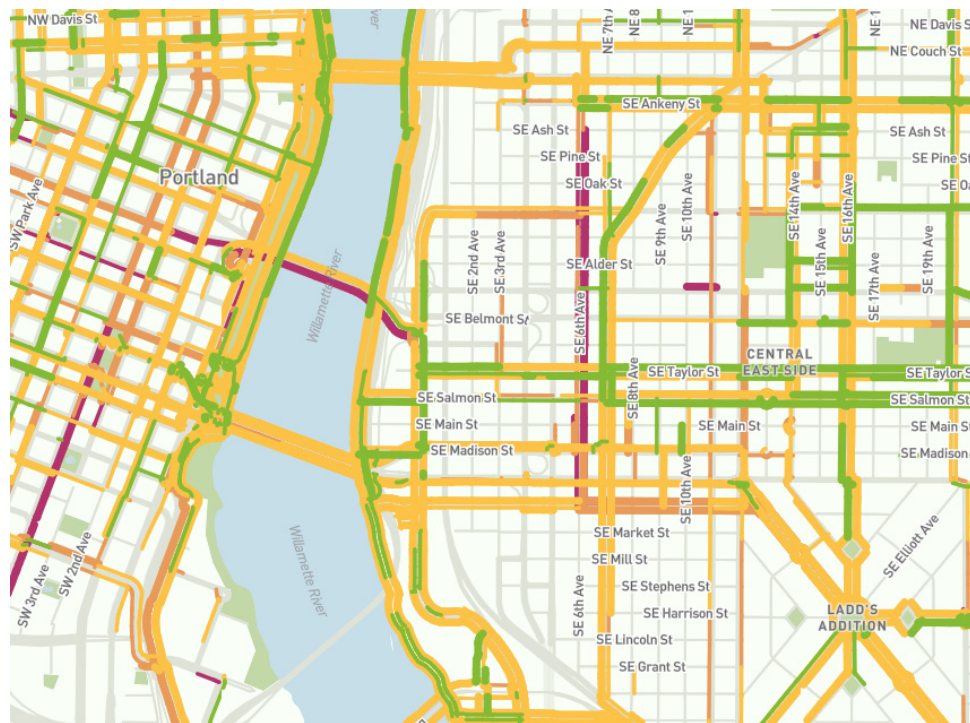 NW Davis St
River
NE 7th
NE 8
NE 1
NE 1
NE Davis S
NE Couch St
SE Ankeny St
SE Ash St
SE Ash St
SE Pine St
SE Pine St
SE Oak St
SE Oa
Portland
SW Park Ave
SE 2nd Ave
SE 3rd Ave
SE 9th Ave
SE 10th Ave
SE 14th Ave
SE 16th Ave
SE Alder St
SE 15th Ave
SE 17th Ave
SE 19th Ave
Willamette River
SE 6th Ave
SE Belmont St
CENTRAL
EAST SIDE
SE Taylor St
SE Taylor S
SE 8th Ave
SE Salmon St
SE Salmon St
SE Main St
SE Main St
SE Main St
SE Madison St
SE Madison
SE 10th Ave
SE Market St
SE Mill St
SE Elliott Ave
Willamette River
SW 2nd Ave
SW 3rd Ave
SE Stephens St
SE 6th Ave
SE Harrison St
LADD'S
ADDITION
SE Lincoln St
SE Grant St